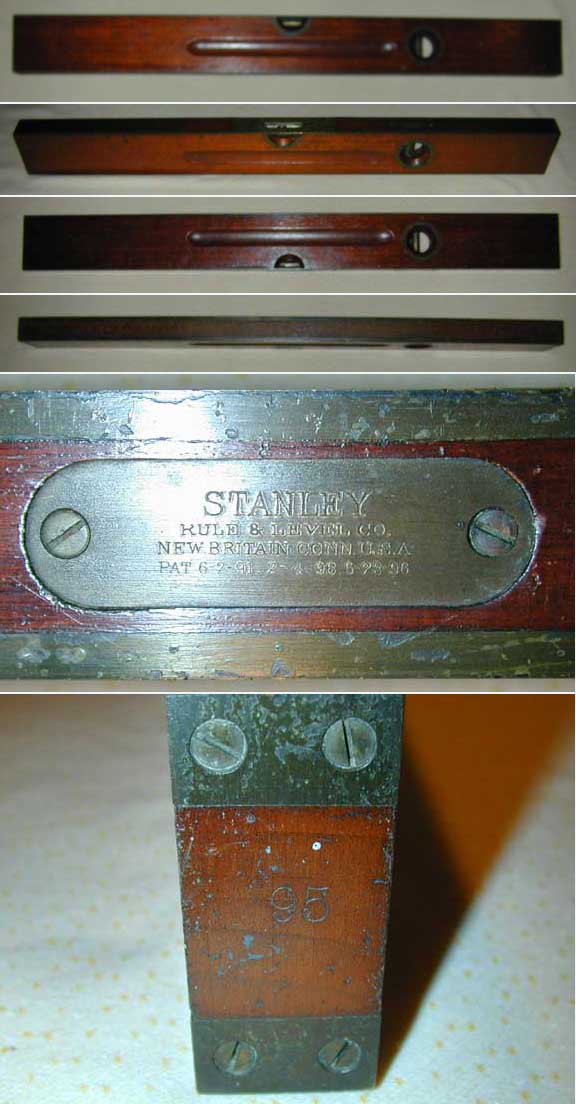 STANLEY
RULE & LEVEL CO.
NEW BRITAIN CONN. U.S.A
PAT 6-2-91. 2-4-96. 6-23-96
95